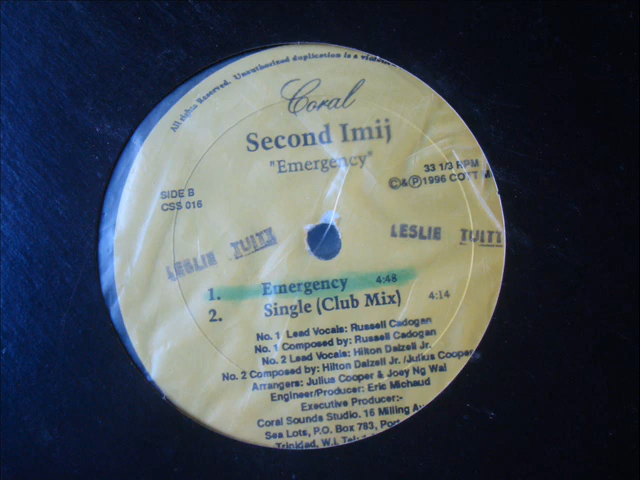 All rights Reserved. Unauthorized duplication is a
Coral
Second Imij
"Emergency"
SIDE B
CSS 016
33 1/3 RPM
©&℗1996 COTT
LESLIE TUITT
LESLIE TUITT
1. Emergency 4:48
2. Single (Club Mix) 4:14
No. 1 Lead Vocals: Russell Cadogan
No. 1 Composed by: Russell Cadogan
No. 2 Lead Vocals: Hilton Dalzell Jr.
No. 2 Composed by: Hilton Dalzell Jr. /Julius Cooper
Arrangers: Julius Cooper & Joey Ng Wai
Engineer/Producer: Eric Michaud
Executive Producer:-
Coral Sounds Studio. 16 Milling
Sea Lots, P.O. Box 783,
Trinidad, W.I.